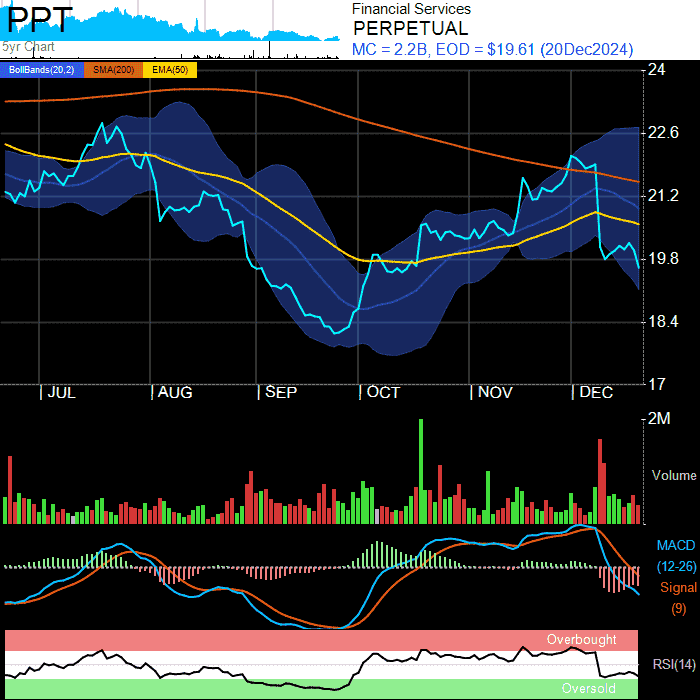 PPT
5yr Chart
Financial Services
PERPETUAL
MC = 2.2B, EOD = $19.61 (20Dec2024)
BollBands(20,2) SMA(200) EMA(50)
24
22.6
21.2
19.8
18.4
17
JUL AUG SEP OCT NOV DEC
2M
Volume
MACD
(12-26)
Signal
(9)
Overbought
RSI(14)
Oversold